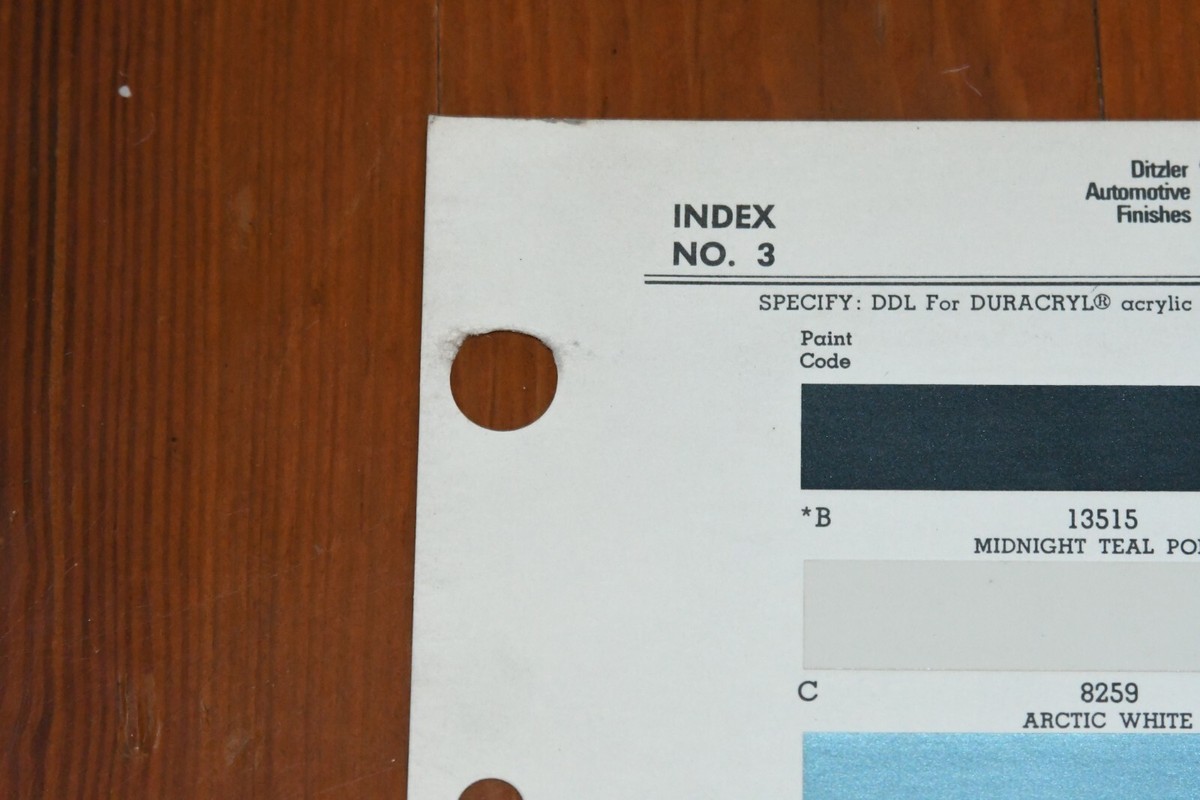 Ditzler
Automotive
Finishes
INDEX
NO. 3
SPECIFY: DDL For DURACRYL® acrylic
Paint
Code
*B 13515
MIDNIGHT TEAL
C 8259
ARCTIC WHITE